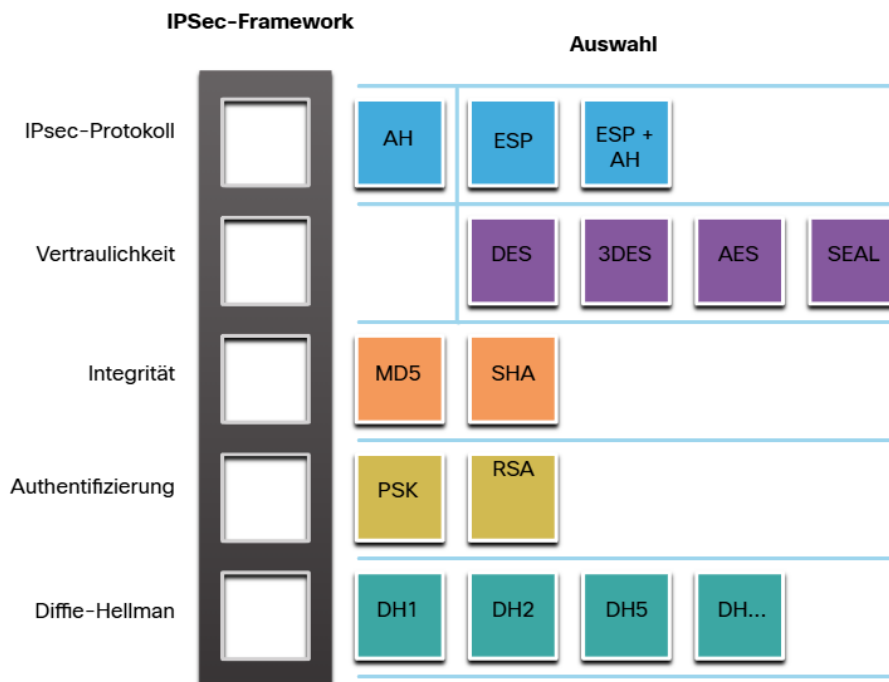 IPSec-Framework
Auswahl
IPsec-Protokoll
AH
ESP
ESP +
AH
Vertraulichkeit
DES
3DES
AES
SEAL
Integrität
MD5
SHA
Authentifizierung
PSK
RSA
Diffie-Hellman
DH1
DH2
DH5
DH...